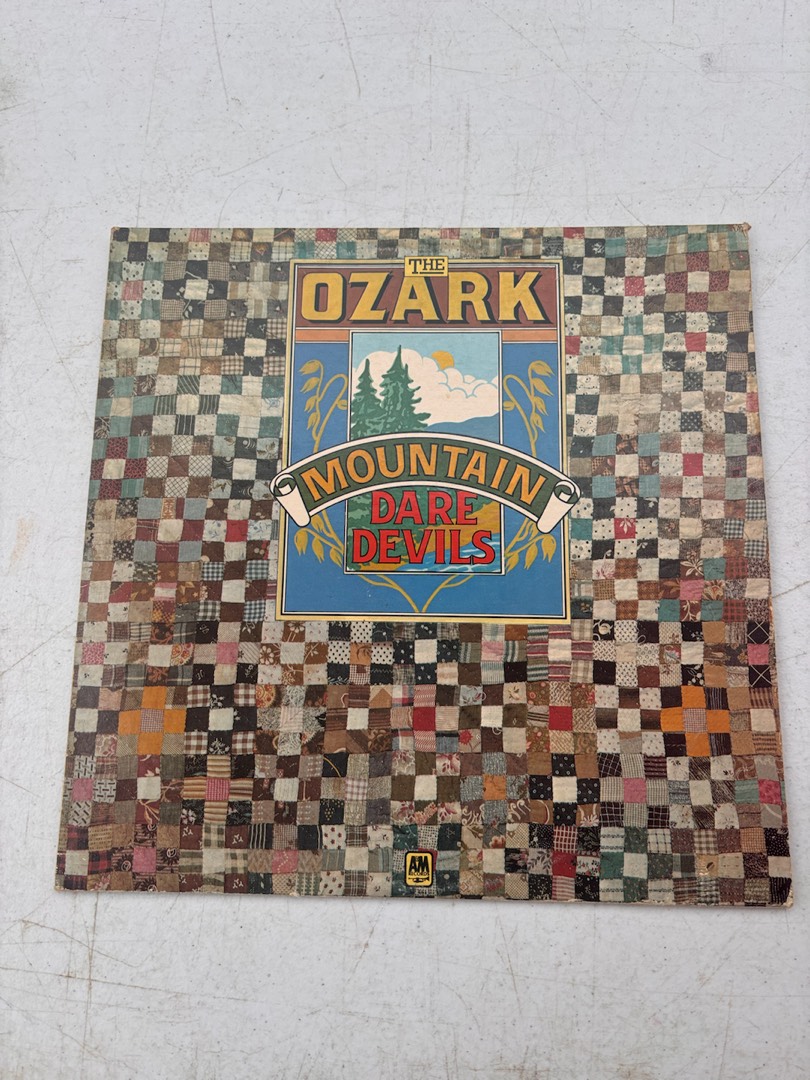 THE
OZARK
MOUNTAIN
DARE
DEVILS
A&M